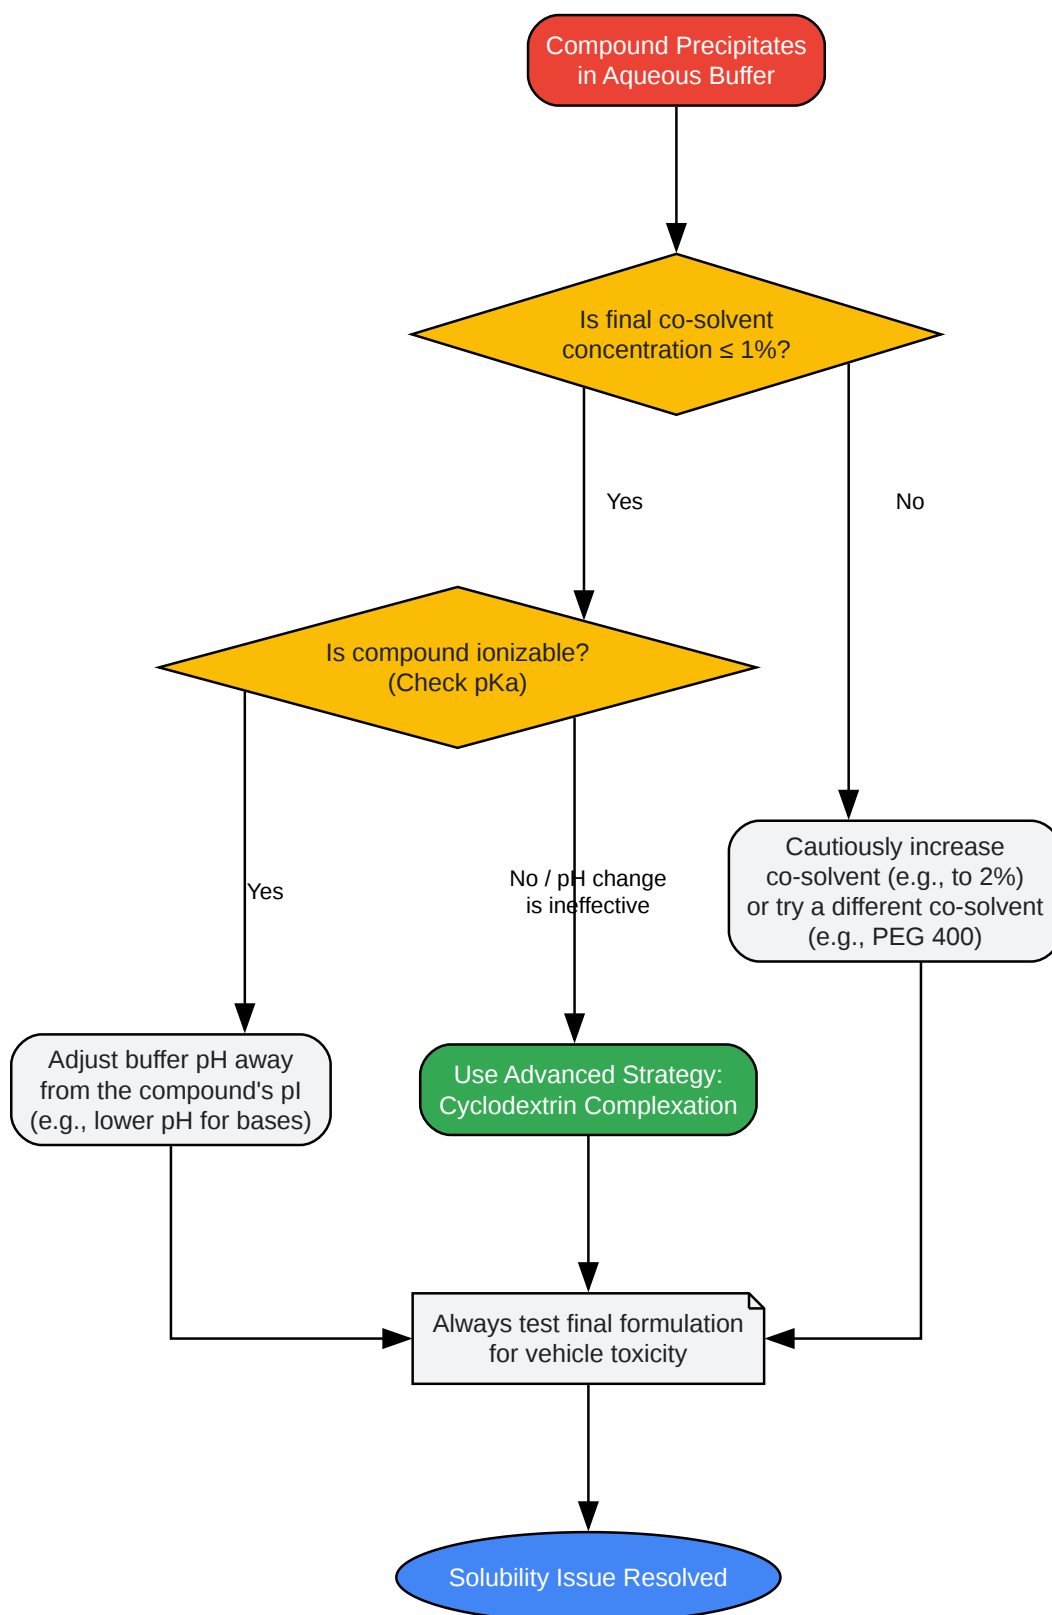 Compound Precipitates
in Aqueous Buffer
Is final co-solvent
concentration ≤ 1%?
Yes
No
Is compound ionizable?
(Check pKa)
Yes
No / pH change
is ineffective
Cautiously increase
co-solvent (e.g., to 2%)
or try a different co-solvent
(e.g., PEG 400)
Adjust buffer pH away
from the compound's pI
(e.g., lower pH for bases)
Use Advanced Strategy:
Cyclodextrin Complexation
Always test final formulation
for vehicle toxicity
Solubility Issue Resolved